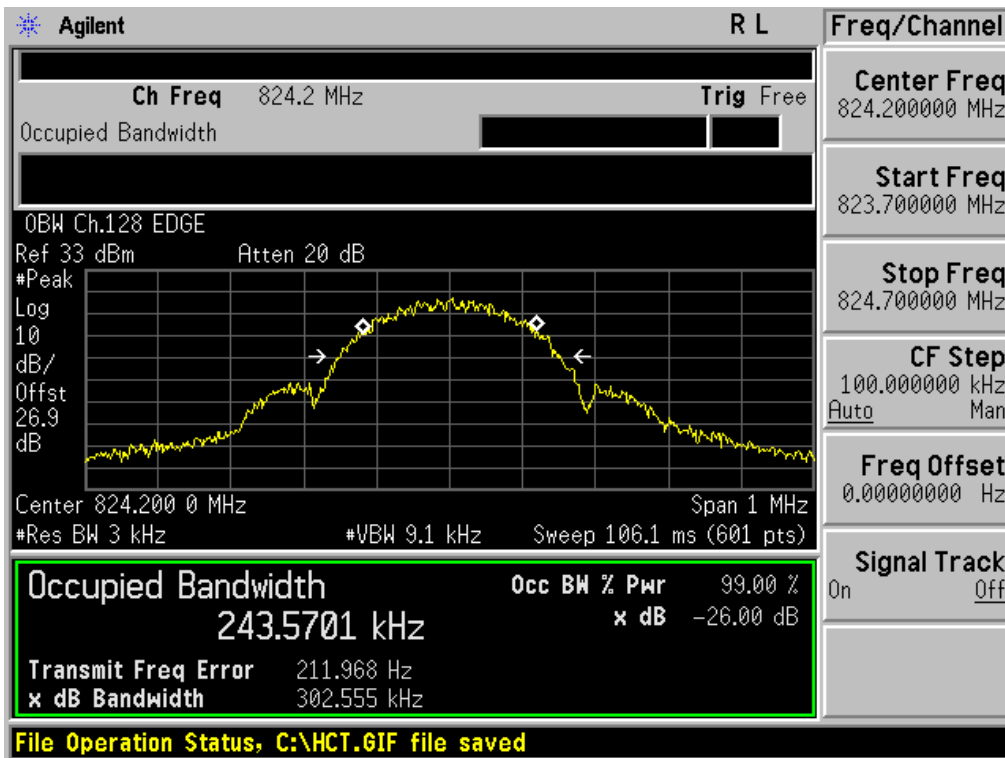 Agilent
R L
Freq/Channel
Ch Freq 824.2 MHz
Trig Free
Occupied Bandwidth
Center Freq
824.200000 MHz
Start Freq
823.700000 MHz
Stop Freq
824.700000 MHz
CF Step
100.000000 kHz
Auto Man
Freq Offset
0.00000000 Hz
Signal Track
On Off
OBW Ch.128 EDGE
Ref 33 dBm Atten 20 dB
#Peak
Log
10
dB/
Offst
26.9
dB
Center 824.200 0 MHz Span 1 MHz
#Res BW 3 kHz #VBW 9.1 kHz Sweep 106.1 ms (601 pts)
Occupied Bandwidth
243.5701 kHz
Occ BW % Pwr 99.00 %
x dB -26.00 dB
Transmit Freq Error 211.968 Hz
x dB Bandwidth 302.555 kHz
File Operation Status, C:\HCT.GIF file saved